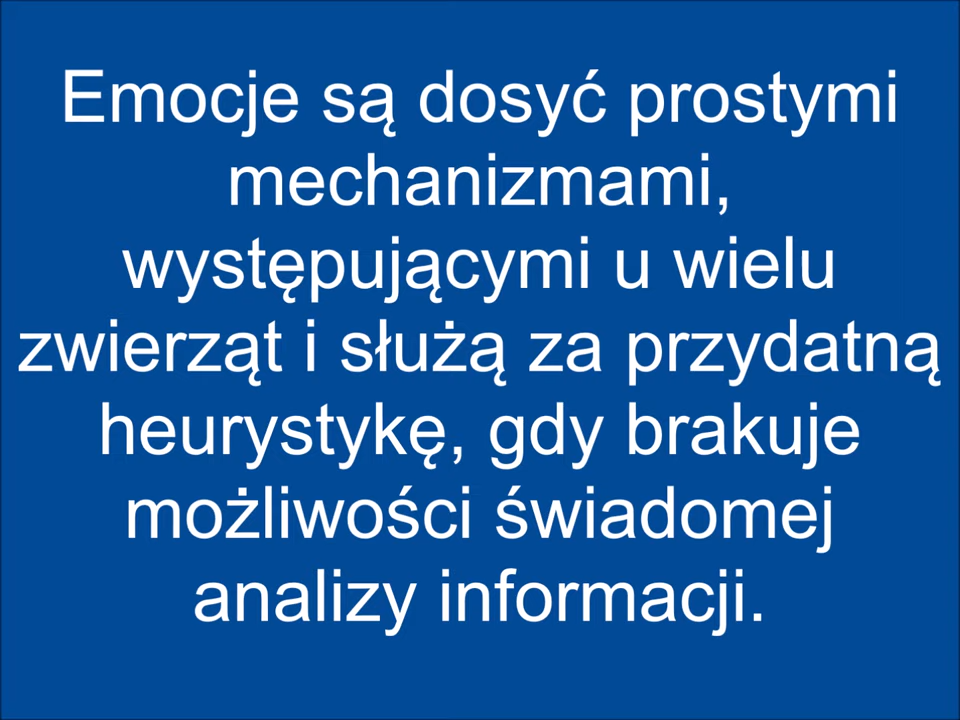 Emocje są dosyć prostymi
mechanizmami,
występującymi u wielu
zwierząt i służą za przydatną
heurystykę, gdy brakuje
możliwości świadomej
analizy informacji.